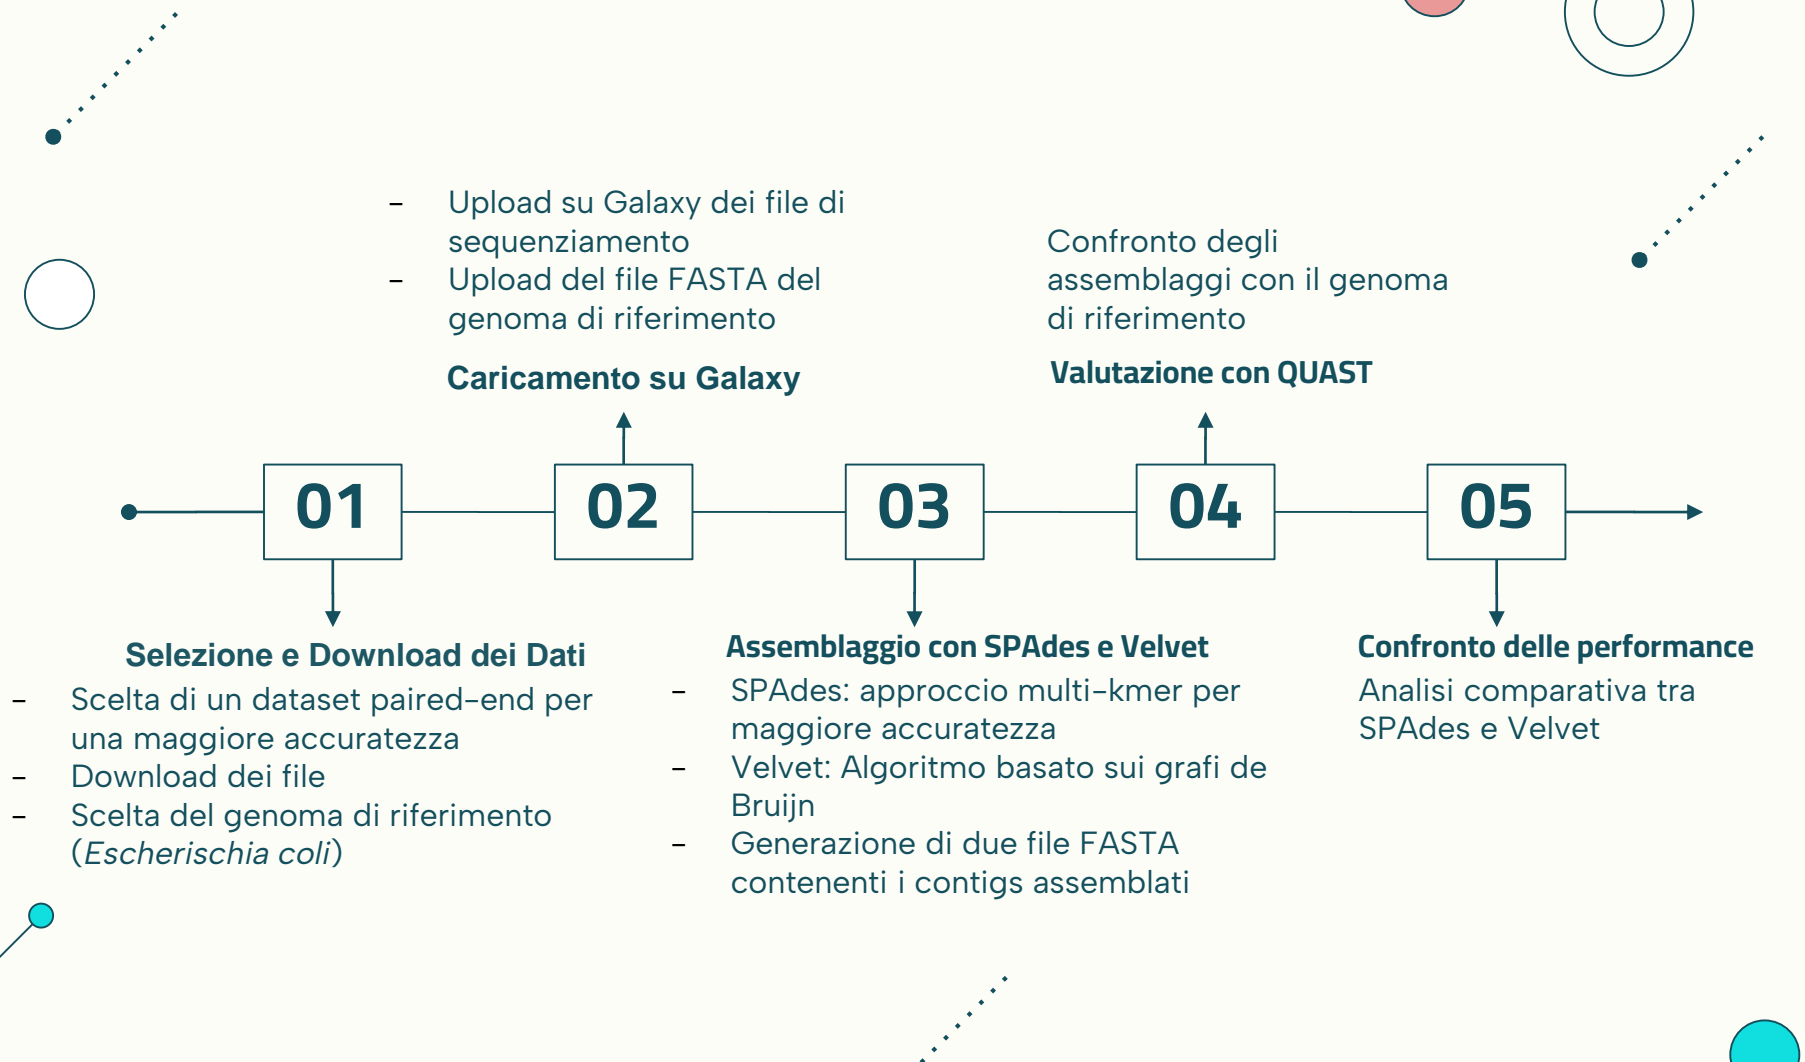 - Upload su Galaxy dei file di
sequenziamento
- Upload del file FASTA del
genoma di riferimento
Caricamento su Galaxy
Confronto degli
assemblaggi con il genoma
di riferimento
Valutazione con QUAST
01
02
03
04
05
Selezione e Download dei Dati
- Scelta di un dataset paired-end per
una maggiore accuratezza
- Download dei file
- Scelta del genoma di riferimento
(Escherischia coli)
Assemblaggio con SPAdes e Velvet
- SPAdes: approccio multi-kmer per
maggiore accuratezza
- Velvet: Algoritmo basato sui grafi de
Bruijn
- Generazione di due file FASTA
contenenti i contigs assemblati
Confronto delle performance
Analisi comparativa tra
SPAdes e Velvet